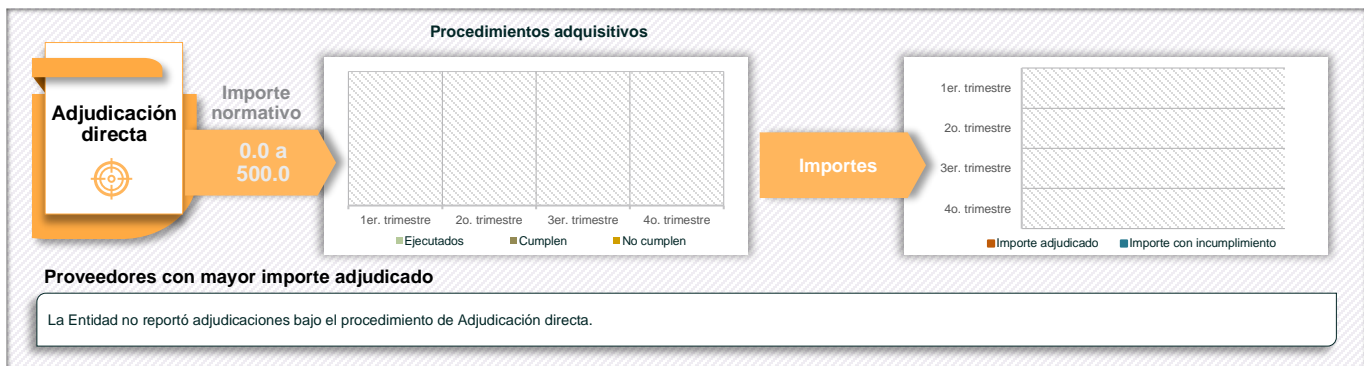 Procedimientos adquisitivos
Adjudicación
directa
Importe
normativo
0.0 a
500.0
1er. trimestre
2o. trimestre
3er. trimestre
4o. trimestre
Ejecutados
Cumplen
No cumplen
Importes
1er. trimestre
2o. trimestre
3er. trimestre
4o. trimestre
Importe adjudicado
Importe con incumplimiento
Proveedores con mayor importe adjudicado
La Entidad no reportó adjudicaciones bajo el procedimiento de Adjudicación directa.